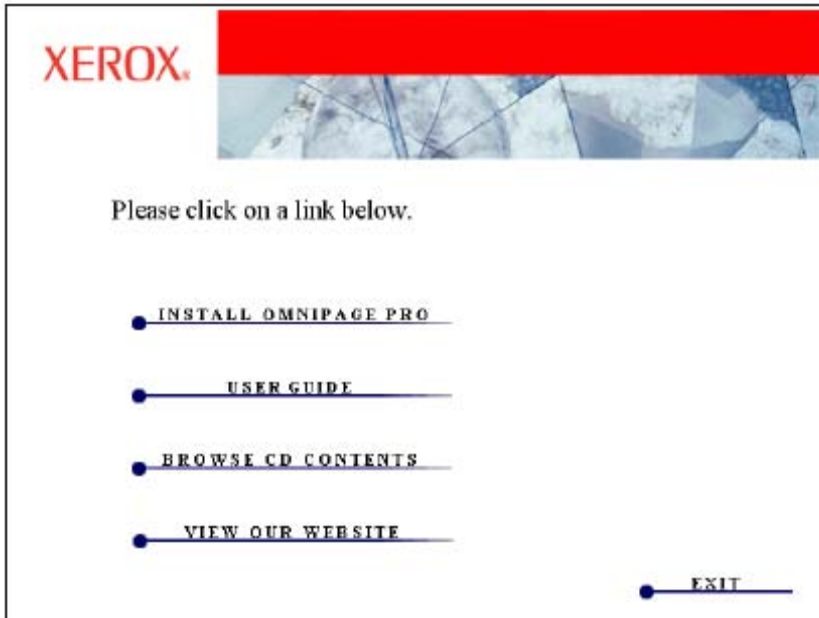 XEROX®
Please click on a link below.
INSTALL OMNIPAGE PRO
USER GUIDE
BROWSE CD CONTENTS
VIEW OUR WEBSITE
EXIT